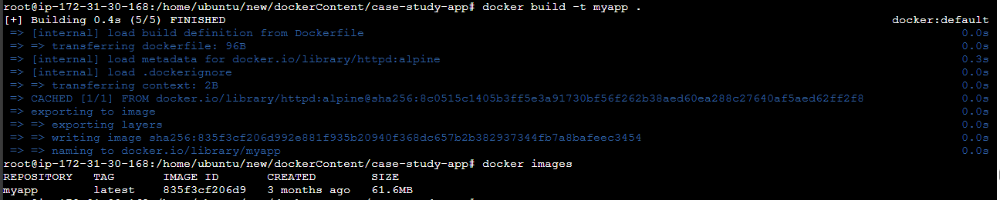 root@ip-172-31-30-168:/home/ubuntu/new/dockerContent/case-study-app# docker build -t myapp .
[+] Building 0.4s (5/5) FINISHED docker:default
=> [internal] load build definition from Dockerfile 0.0s
=> => transferring dockerfile: 96B 0.0s
=> [internal] load metadata for docker.io/library/httpd:alpine 0.3s
=> [internal] load .dockerignore 0.0s
=> => transferring context: 2B 0.0s
=> CACHED [1/1] FROM docker.io/library/httpd:alpine@sha256:8c0515c1405b3ff5e3a91730bf56f262b38aed60ea288c27640af5aed62ff2f8 0.0s
=> exporting to image 0.0s
=> => exporting layers 0.0s
=> => writing image sha256:835f3cf206d992e881f935b20940f368dc657b2b382937344fb7a8bafeec3454 0.0s
=> => naming to docker.io/library/myapp 0.0s
root@ip-172-31-30-168:/home/ubuntu/new/dockerContent/case-study-app# docker images
REPOSITORY TAG IMAGE ID CREATED SIZE
myapp latest 835f3cf206d9 3 months ago 61.6MB